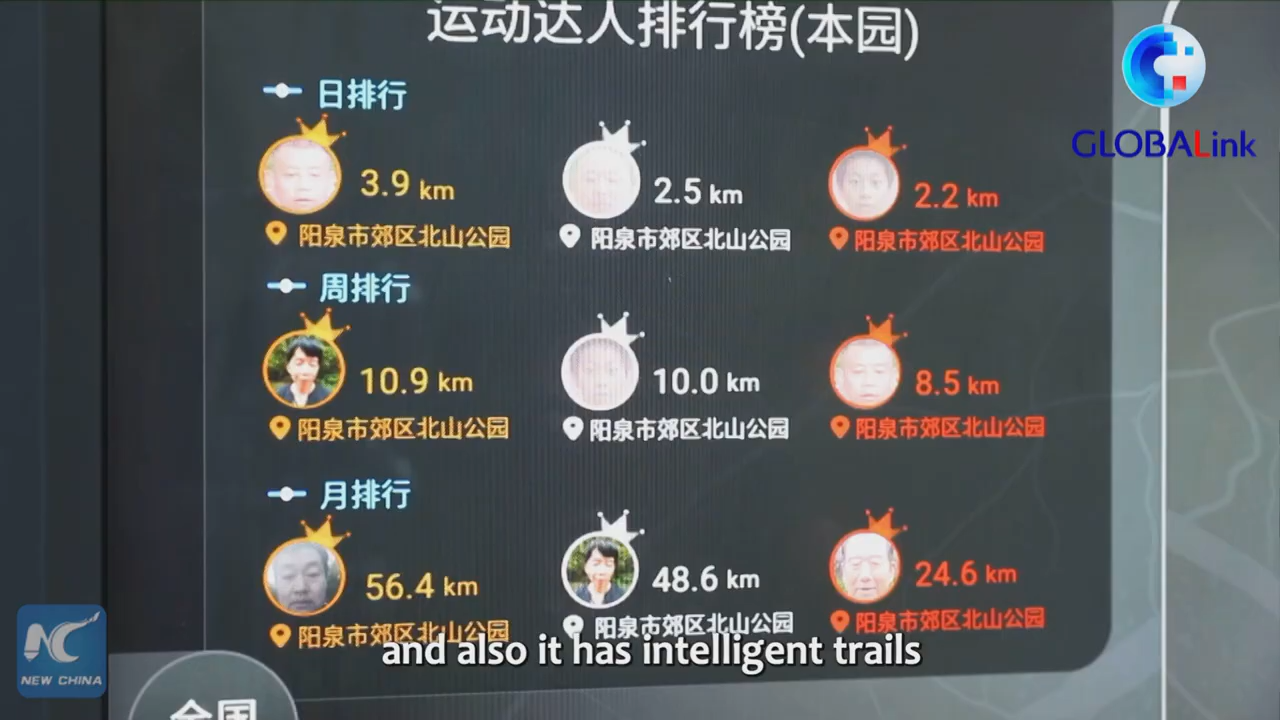 运动达人排行榜(本园)
GLOBALink
日排行
3.9 km
2.5 km
2.2 km
阳泉市郊区北山公园
阳泉市郊区北山公园
阳泉市郊区北山公园
周排行
10.9 km
10.0 km
8.5 km
阳泉市郊区北山公园
阳泉市郊区北山公园
阳泉市郊区北山公园
月排行
56.4 km
48.6 km
24.6 km
阳泉市郊区北山公园
阳泉市郊区北山公园
阳泉市郊区北山公园
and also it has intelligent trails
NC
NEW CHINA
全国